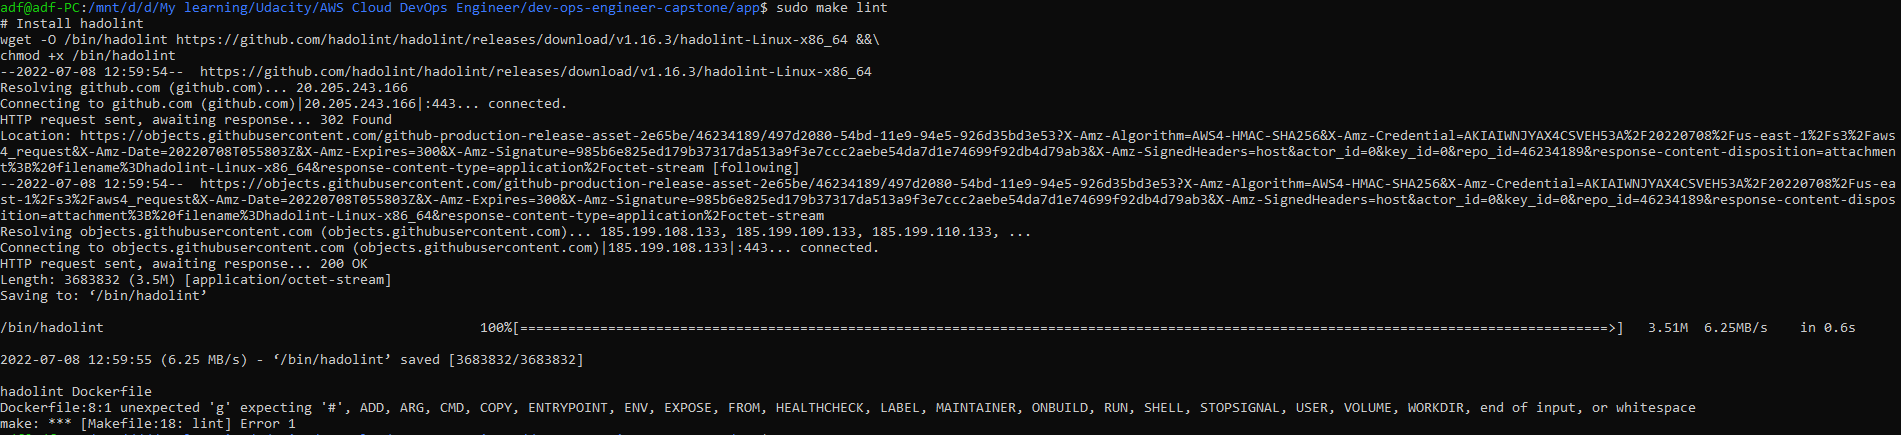 adf@adf-PC:/mnt/d/d/My learning/Udacity/AWS Cloud DevOps Engineer/dev-ops-engineer-capstone/app$ sudo make lint
# Install hadolint
wget -O /bin/hadolint https://github.com/hadolint/hadolint/releases/download/v1.16.3/hadolint-Linux-x86_64 &&\
chmod +x /bin/hadolint
--2022-07-08 12:59:54--  https://github.com/hadolint/hadolint/releases/download/v1.16.3/hadolint-Linux-x86_64
Resolving github.com (github.com)... 20.205.243.166
Connecting to github.com (github.com)|20.205.243.166|:443... connected.
HTTP request sent, awaiting response... 302 Found
Location: https://objects.githubusercontent.com/github-production-release-asset-2e65be/46234189/497d2080-54bd-11e9-94e5-926d35bd3e53?X-Amz-Algorithm=AWS4-HMAC-SHA256&X-Amz-Credential=AKIAIWNJYAX4CSVEH53A%2F20220708%2Fus-east-1%2Fs3%2Faws
4_request&X-Amz-Date=20220708T055803Z&X-Amz-Expires=300&X-Amz-Signature=985b6e825ed179b37317da513a9f3e7ccc2aebe54da7d1e74699f92db4d79ab3&X-Amz-SignedHeaders=host&actor_id=0&key_id=0&repo_id=46234189&response-content-disposition=attachmen
t%3B%20filename%3Dhadolint-Linux-x86_64&response-content-type=application%2Foctet-stream [following]
--2022-07-08 12:59:54--  https://objects.githubusercontent.com/github-production-release-asset-2e65be/46234189/497d2080-54bd-11e9-94e5-926d35bd3e53?X-Amz-Algorithm=AWS4-HMAC-SHA256&X-Amz-Credential=AKIAIWNJYAX4CSVEH53A%2F20220708%2Fus-ea
st-1%2Fs3%2Faws4_request&X-Amz-Date=20220708T055803Z&X-Amz-Expires=300&X-Amz-Signature=985b6e825ed179b37317da513a9f3e7ccc2aebe54da7d1e74699f92db4d79ab3&X-Amz-SignedHeaders=host&actor_id=0&key_id=0&repo_id=46234189&response-content-dispos
ition=attachment%3B%20filename%3Dhadolint-Linux-x86_64&response-content-type=application%2Foctet-stream
Resolving objects.githubusercontent.com (objects.githubusercontent.com)... 185.199.108.133, 185.199.109.133, 185.199.110.133, ...
Connecting to objects.githubusercontent.com (objects.githubusercontent.com)|185.199.108.133|:443... connected.
HTTP request sent, awaiting response... 200 OK
Length: 3683832 (3.5M) [application/octet-stream]
Saving to: ‘/bin/hadolint’
/bin/hadolint 100%[========================================================================================================================================>] 3.51M 6.25MB/s in 0.6s
2022-07-08 12:59:55 (6.25 MB/s) - ‘/bin/hadolint’ saved [3683832/3683832]
hadolint Dockerfile
Dockerfile:8:1 unexpected 'g' expecting '#', ADD, ARG, CMD, COPY, ENTRYPOINT, ENV, EXPOSE, FROM, HEALTHCHECK, LABEL, MAINTAINER, ONBUILD, RUN, SHELL, STOPSIGNAL, USER, VOLUME, WORKDIR, end of input, or whitespace
make: *** [Makefile:18: lint] Error 1